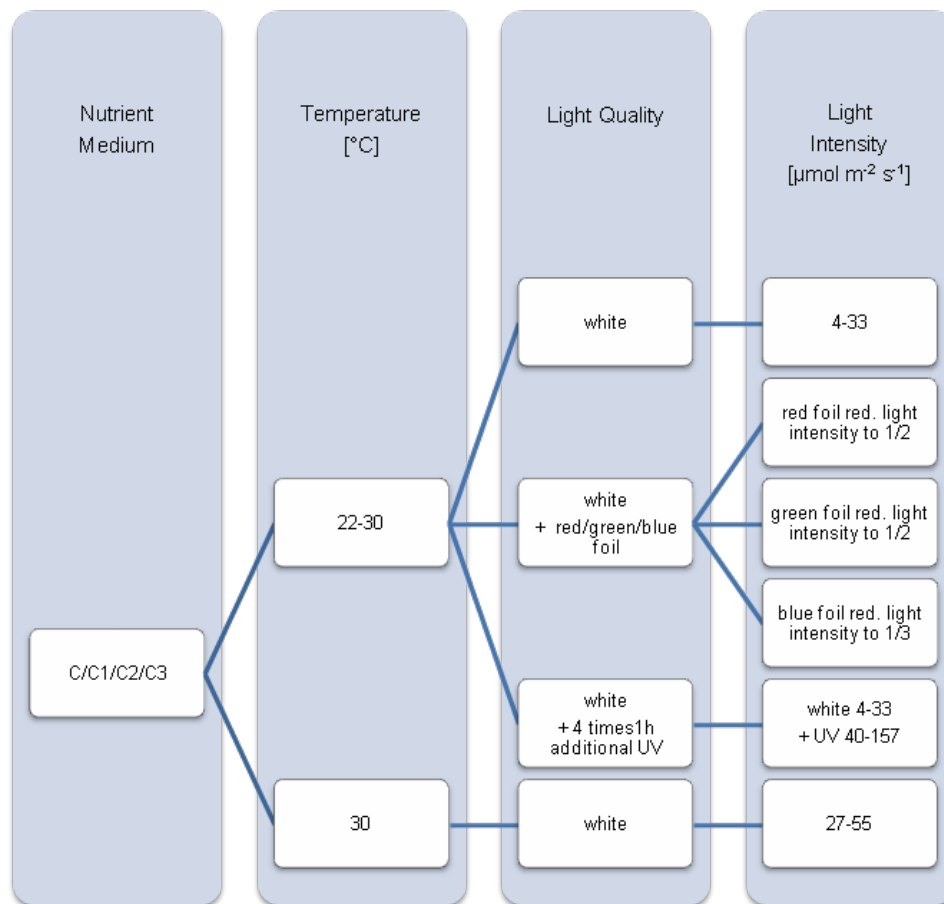 Nutrient
Medium
Temperature
[°C]
Light Quality
Light
Intensity
[µmol m⁻² s⁻¹]
white
4-33
red foil red. light
intensity to 1/2
22-30
white
+ red/green/blue
foil
green foil red. light
intensity to 1/2
blue foil red. light
intensity to 1/3
C/C1/C2/C3
white
+ 4 times1h
additional UV
white 4-33
+ UV 40-157
30
white
27-55